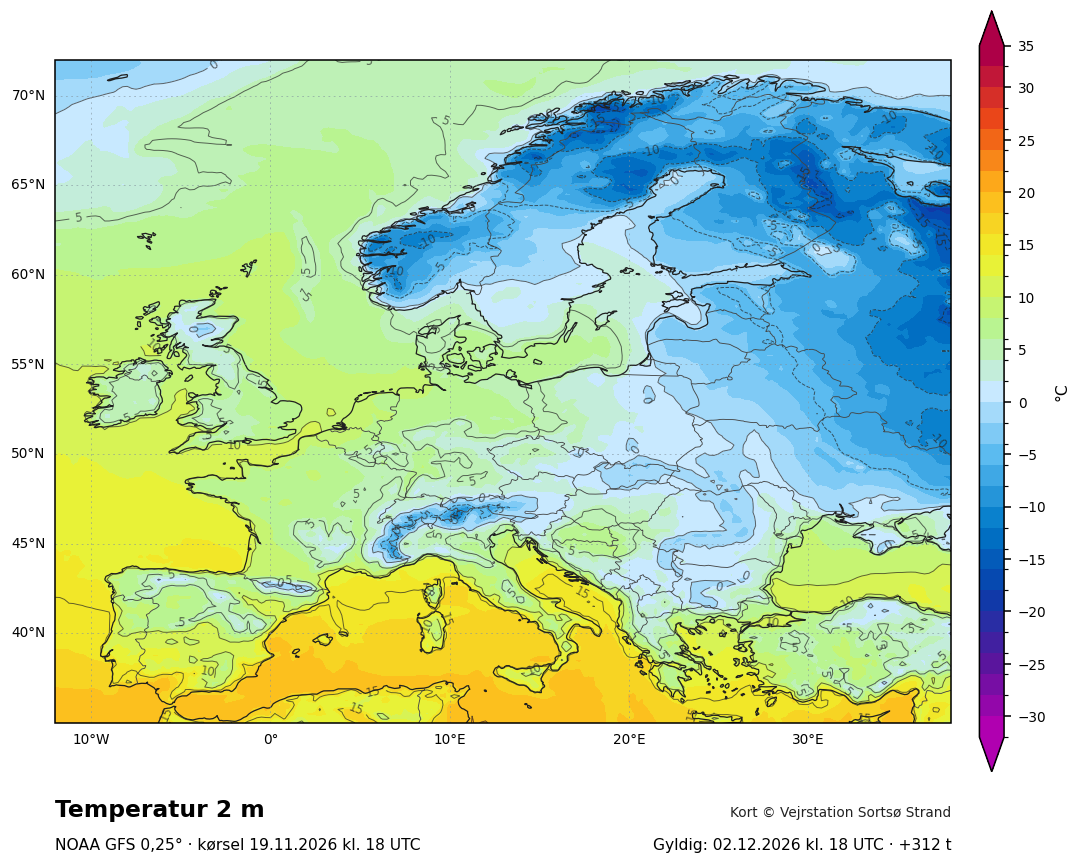 35
30
25
20
15
10
5
0
−5
−10
−15
−20
−25
−30
°C
70°N
65°N
60°N
55°N
50°N
45°N
40°N
10°W 0° 10°E 20°E 30°E
Temperatur 2 m
Kort © Vejrstation Sortsø Strand
NOAA GFS 0,25° · kørsel 19.11.2026 kl. 18 UTC
Gyldig: 02.12.2026 kl. 18 UTC · +312 t